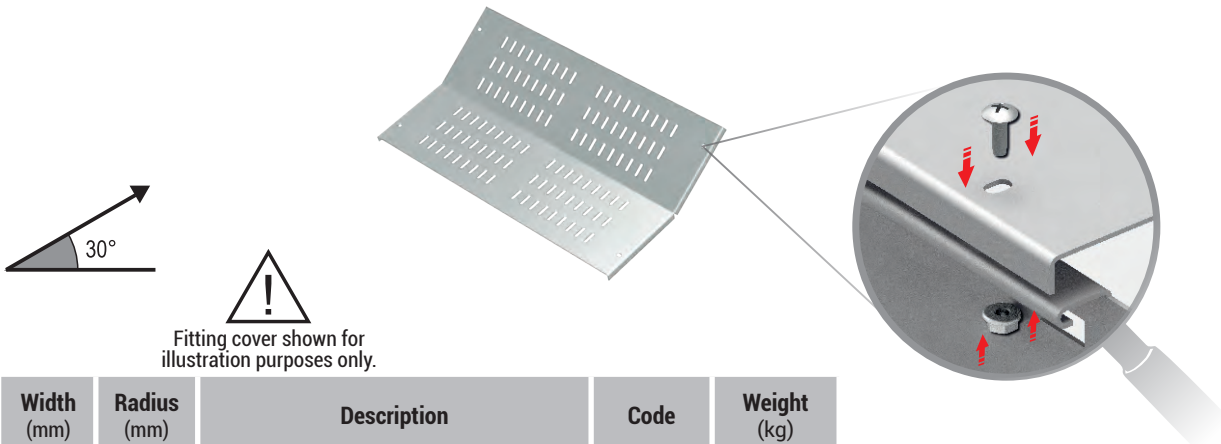 30°
!
Fitting cover shown for
illustration purposes only.
Width
(mm)
Radius
(mm)
Description
Code
Weight
(kg)